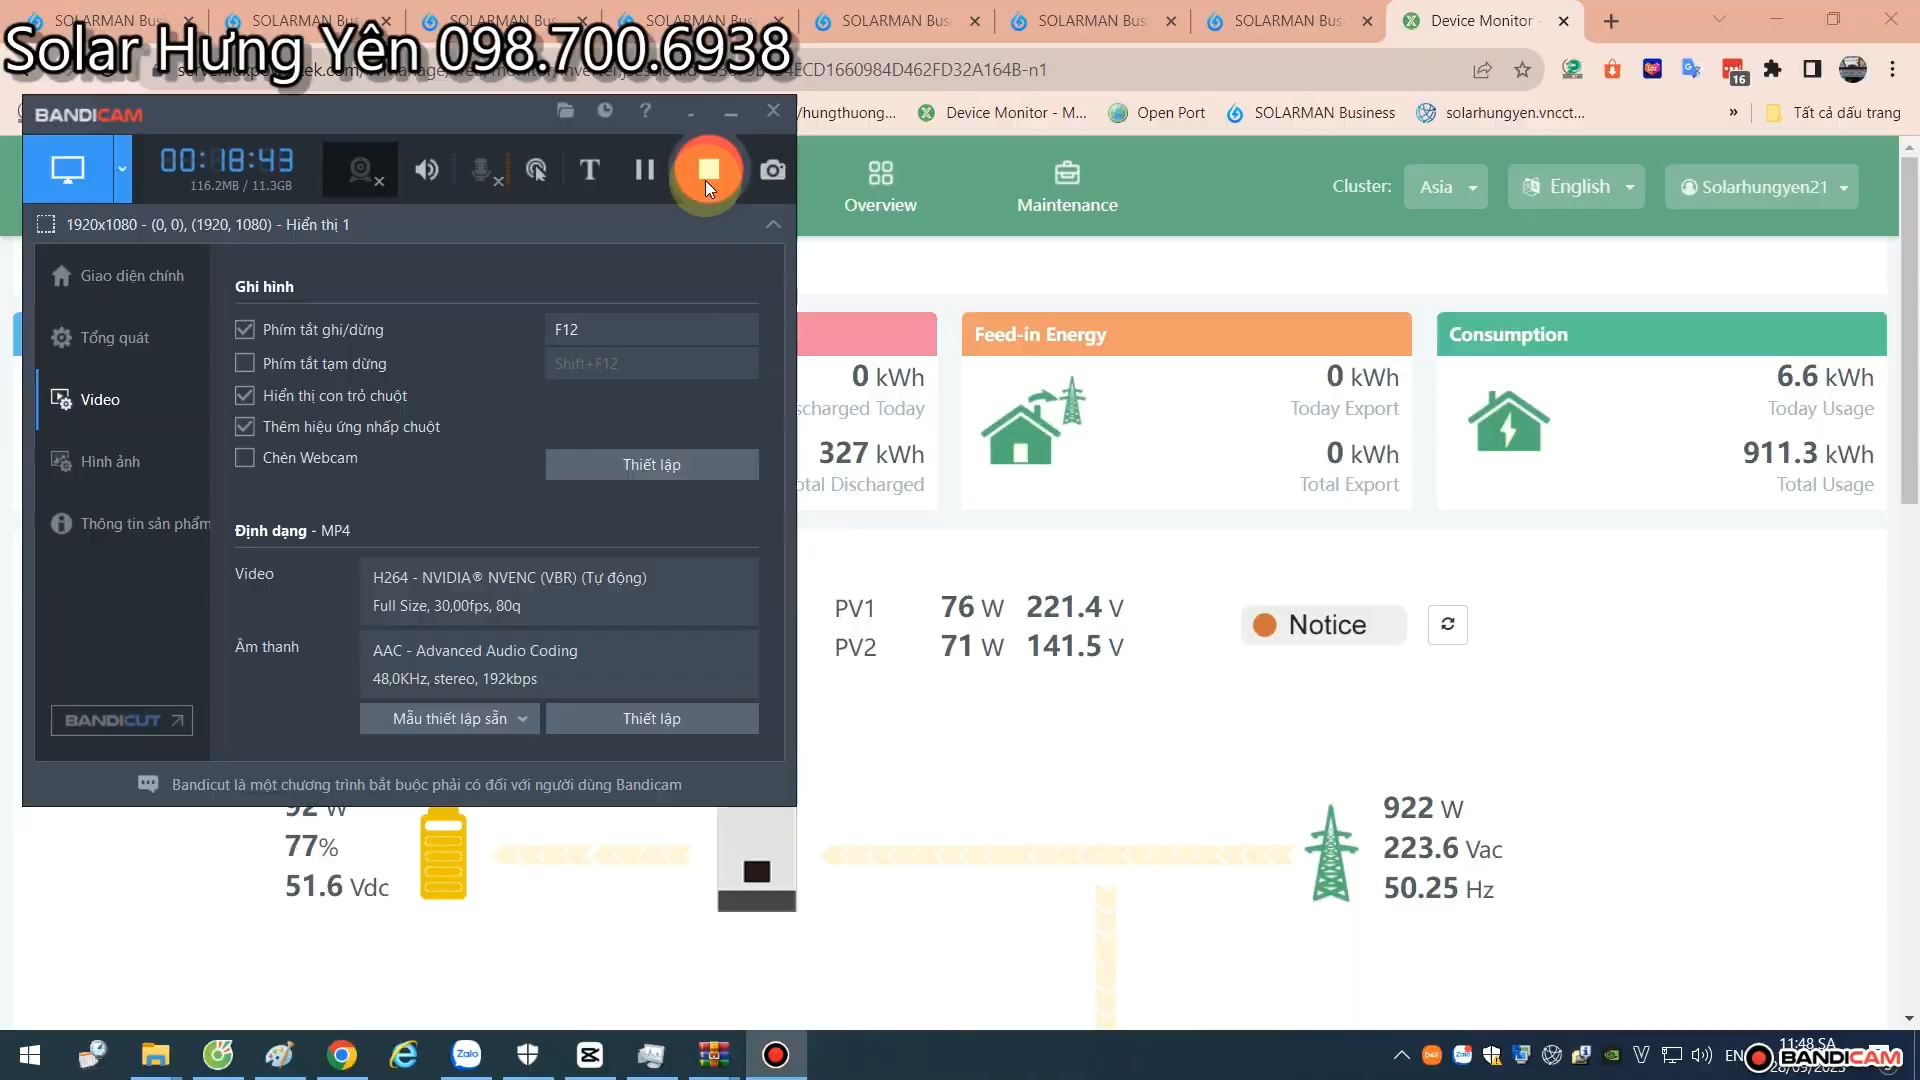 SOLARMAN Bus
SOLARMAN Bus
SOLARMAN Bus
SOLARMAN Bus
SOLARMAN Bus
SOLARMAN Bus
SOLARMAN Bus
Device Monitor -
Solar Hưng Yên 098.700.6938
ECD1660984D462FD32A164B-n1
16
/hungthuong...
Device Monitor - M...
Open Port
SOLARMAN Business
solarhungyen.vncct...
»
Tất cả dấu trang
BANDICAM
00:18:43
116.2MB / 11.3GB
T
1920x1080 - (0, 0), (1920, 1080) - Hiển thị 1
Giao diện chính
Tổng quát
Video
Hình ảnh
Thông tin sản phẩm
BANDICUT
Ghi hình
Phím tắt ghi/dừng
F12
Phím tắt tạm dừng
Shift+F12
Hiển thị con trỏ chuột
Thêm hiệu ứng nhấp chuột
Chèn Webcam
Thiết lập
Định dạng - MP4
Video
H264 - NVIDIA® NVENC (VBR) (Tự động)
Full Size, 30,00fps, 80q
Âm thanh
AAC - Advanced Audio Coding
48,0KHz, stereo, 192kbps
Mẫu thiết lập sẵn
Thiết lập
Bandicut là một chương trình bắt buộc phải có đối với người dùng Bandicam
Overview
Maintenance
Cluster:
Asia
English
Solarhungyen21
0 kWh
scharged Today
327 kWh
otal Discharged
Feed-in Energy
0 kWh
Today Export
0 kWh
Total Export
Consumption
6.6 kWh
Today Usage
911.3 kWh
Total Usage
PV1 76 W 221.4 V
PV2 71 W 141.5 V
Notice
92 W
77%
51.6 Vdc
922 W
223.6 Vac
50.25 Hz
Zalo
11:48 SA
EN
BANDICAM